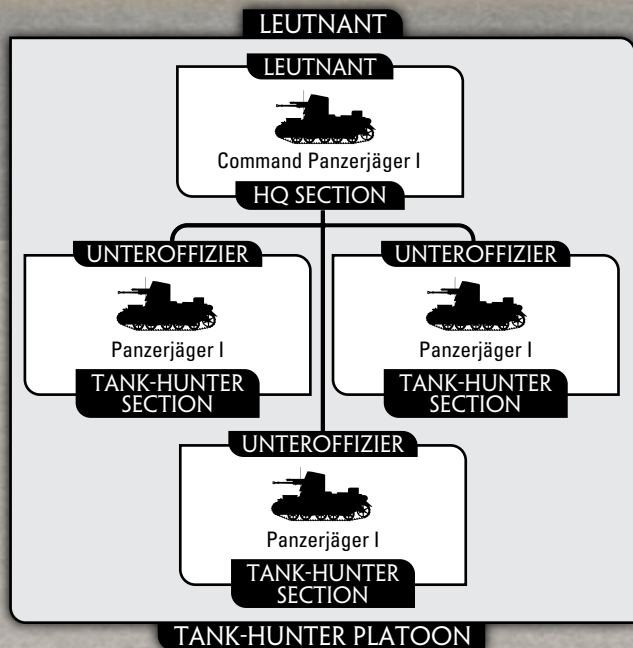 LEUTNANT
LEUTNANT
Command Panzerjäger I
HQ SECTION
UNTEROFFIZIER
Panzerjäger I
TANK-HUNTER
SECTION
UNTEROFFIZIER
Panzerjäger I
TANK-HUNTER
SECTION
UNTEROFFIZIER
Panzerjäger I
TANK-HUNTER
SECTION
TANK-HUNTER PLATOON